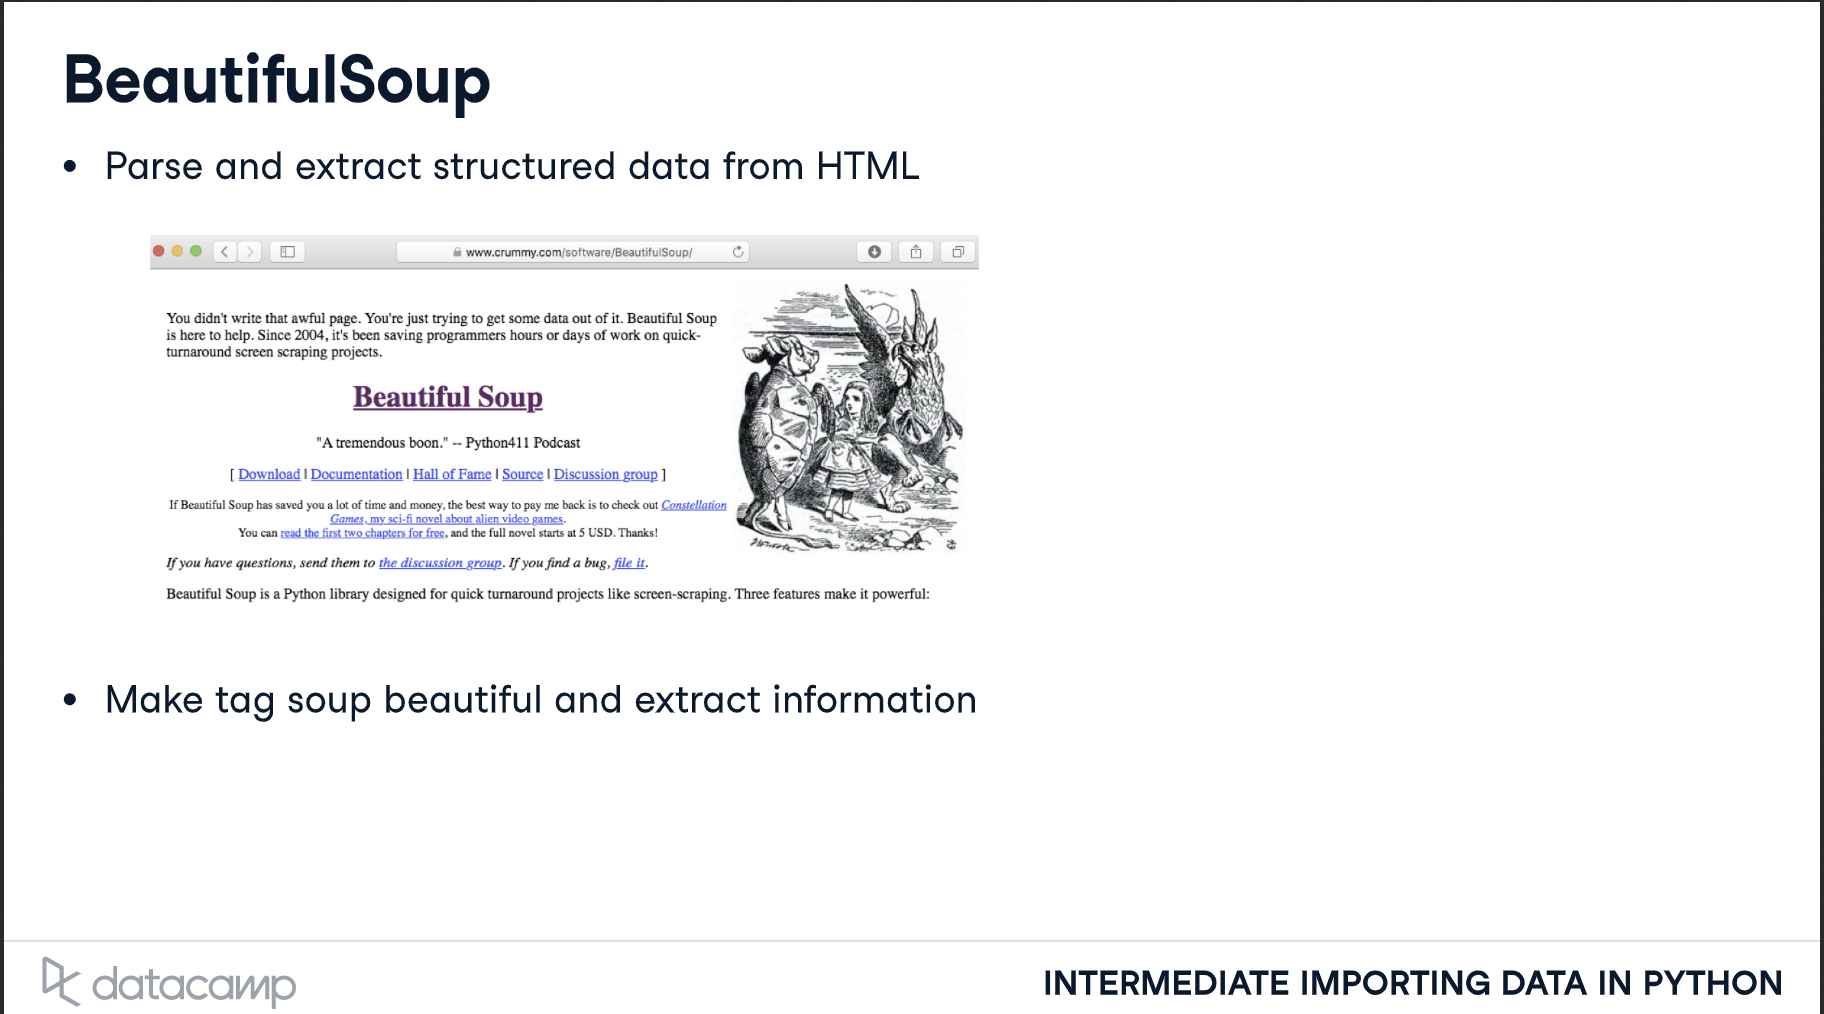 BeautifulSoup
• Parse and extract structured data from HTML
www.crummy.com/software/BeautifulSoup/
You didn't write that awful page. You're just trying to get some data out of it. Beautiful Soup
is here to help. Since 2004, it's been saving programmers hours or days of work on quick-
turnaround screen scraping projects.
Beautiful Soup
"A tremendous boon." -- Python411 Podcast
[ Download | Documentation | Hall of Fame | Source | Discussion group ]
If Beautiful Soup has saved you a lot of time and money, the best way to pay me back is to check out Constellation
Games, my sci-fi novel about alien video games.
You can read the first two chapters for free, and the full novel starts at 5 USD. Thanks!
If you have questions, send them to the discussion group. If you find a bug, file it.
Beautiful Soup is a Python library designed for quick turnaround projects like screen-scraping. Three features make it powerful:
• Make tag soup beautiful and extract information
datacamp
INTERMEDIATE IMPORTING DATA IN PYTHON